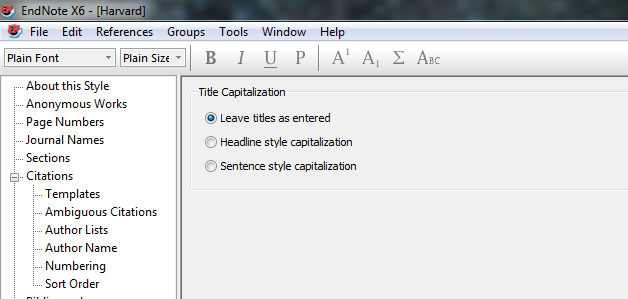 EndNote X6 - [Harvard]
File Edit References Groups Tools Window Help
Plain Font Plain Size B I U P A¹ A₁ Σ ABC
About this Style
Anonymous Works
Page Numbers
Journal Names
Sections
Citations
Templates
Ambiguous Citations
Author Lists
Author Name
Numbering
Sort Order
Title Capitalization
Leave titles as entered
Headline style capitalization
Sentence style capitalization